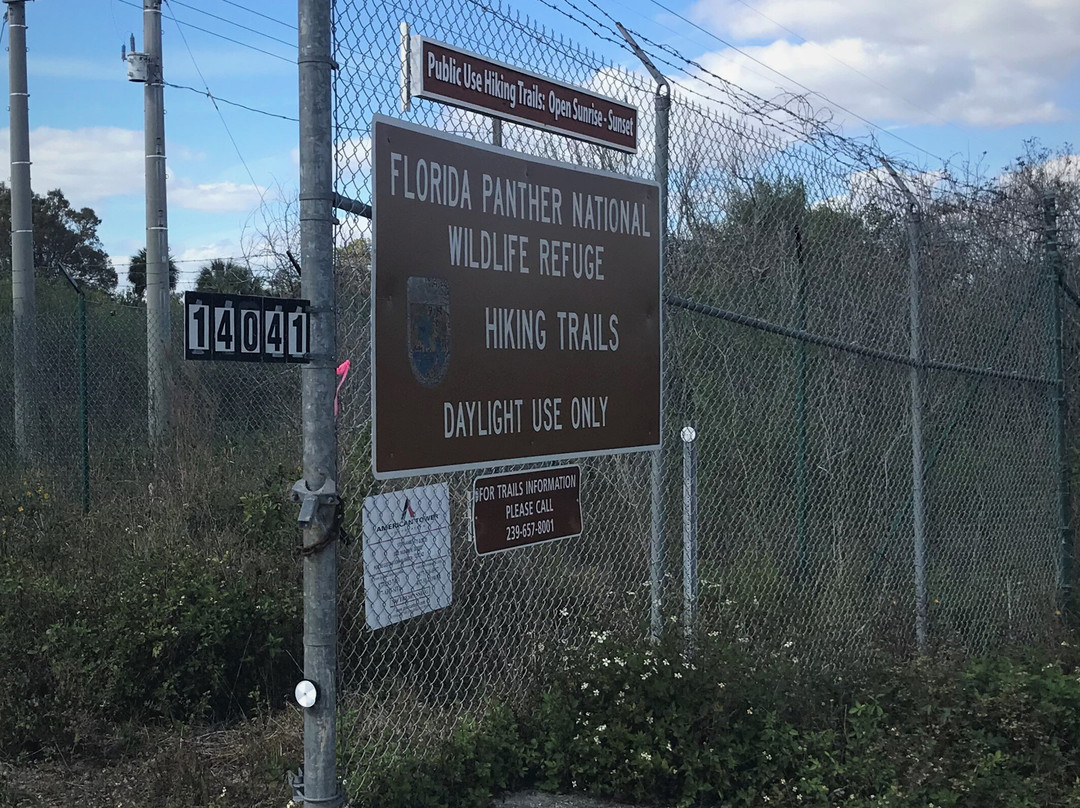 Public Use Hiking Trails: Open Sunrise - Sunset
FLORIDA PANTHER NATIONAL
WILDLIFE REFUGE
HIKING TRAILS
DAYLIGHT USE ONLY
14041
FOR TRAILS INFORMATION
PLEASE CALL
239-657-8001
AMERICAN TOWER